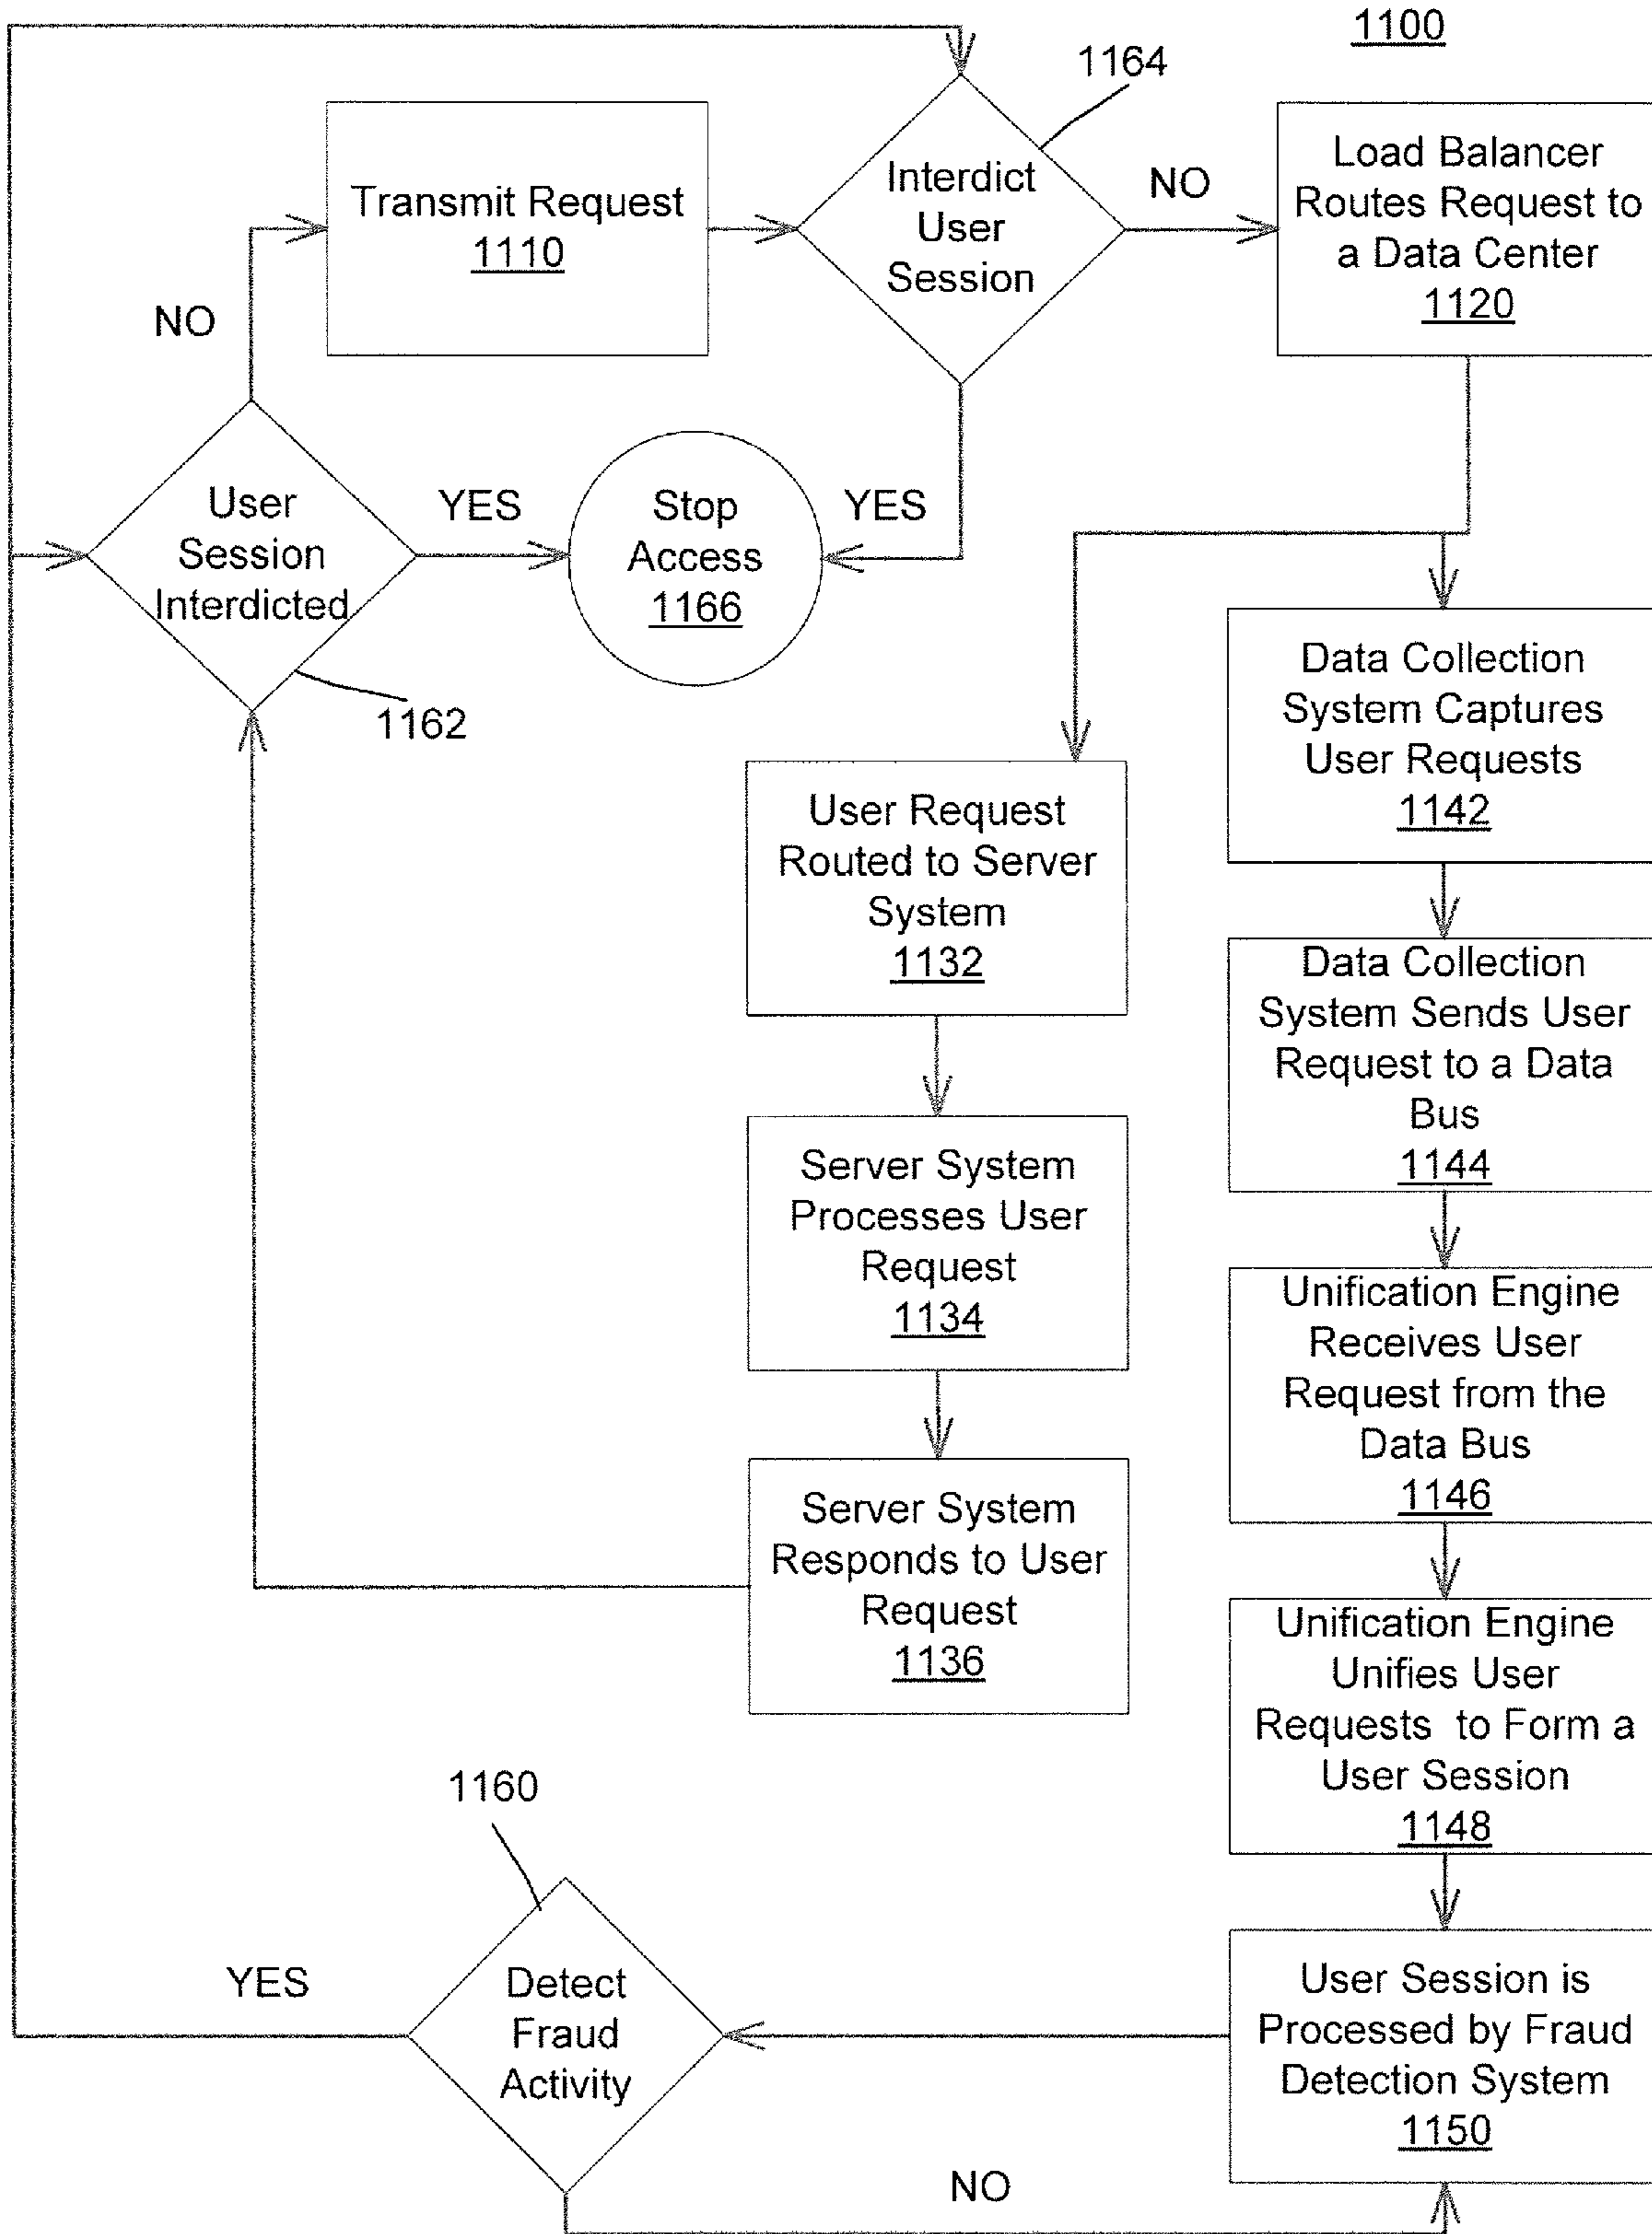 1100
1164
Transmit Request
1110
Interdict
User
Session
NO
Load Balancer
Routes Request to
a Data Center
1120
NO
User
Session
Interdicted
YES
Stop
Access
1166
YES
1162
Data Collection
System Captures
User Requests
1142
User Request
Routed to Server
System
1132
Data Collection
System Sends User
Request to a Data
Bus
1144
Server System
Processes User
Request
1134
Unification Engine
Receives User
Request from the
Data Bus
1146
Server System
Responds to User
Request
1136
Unification Engine
Unifies User
Requests to Form a
User Session
1148
1160
YES
Detect
Fraud
Activity
User Session is
Processed by Fraud
Detection System
1150
NO